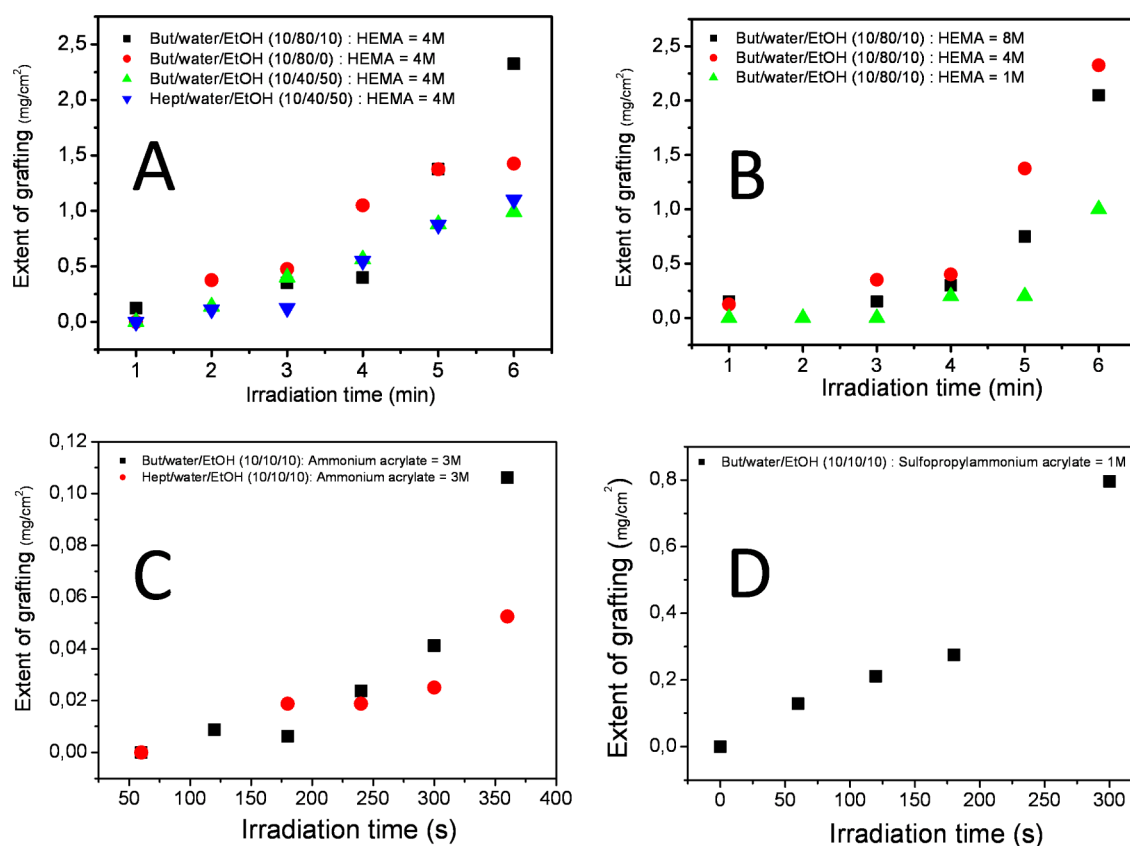 A
Extent of grafting (mg/cm²)
2,5
2,0
1,5
1,0
0,5
0,0
But/water/EtOH (10/80/10) : HEMA = 4M
But/water/EtOH (10/80/0) : HEMA = 4M
But/water/EtOH (10/40/50) : HEMA = 4M
Hept/water/EtOH (10/40/50) : HEMA = 4M
1 2 3 4 5 6
Irradiation time (min)
B
Extent of grafting (mg/cm²)
2,5
2,0
1,5
1,0
0,5
0,0
But/water/EtOH (10/80/10) : HEMA = 8M
But/water/EtOH (10/80/10) : HEMA = 4M
But/water/EtOH (10/80/10) : HEMA = 1M
1 2 3 4 5 6
Irradiation time (min)
C
Extent of grafting (mg/cm²)
0,12
0,10
0,08
0,06
0,04
0,02
0,00
But/water/EtOH (10/10/10): Ammonium acrylate = 3M
Hept/water/EtOH (10/10/10): Ammonium acrylate = 3M
50 100 150 200 250 300 350 400
Irradiation time (s)
D
Extent of grafting (mg/cm²)
0,8
0,6
0,4
0,2
0,0
But/water/EtOH (10/10/10) : Sulfopropylammonium acrylate = 1M
0 50 100 150 200 250 300
Irradiation time (s)